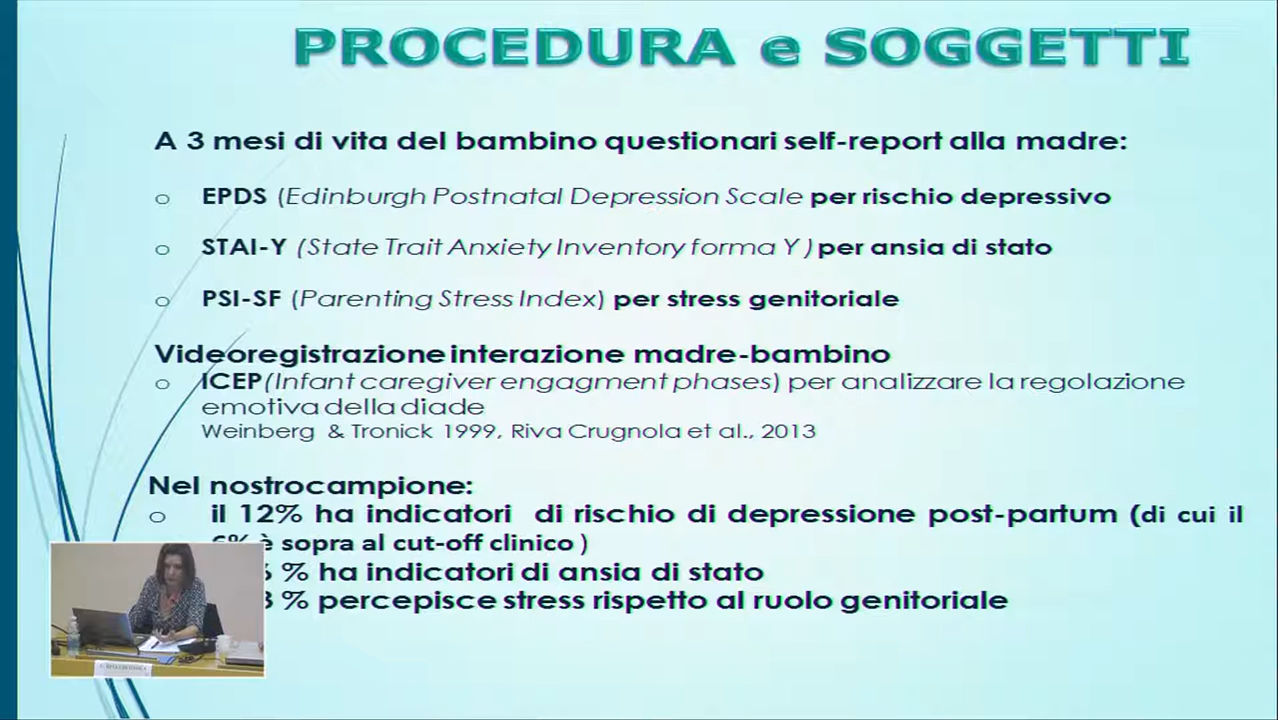 PROCEDURA e SOGGETTI
A 3 mesi di vita del bambino questionari self-report alla madre:
o EPDS (Edinburgh Postnatal Depression Scale per rischio depressivo
o STAI-Y (State Trait Anxiety Inventory forma Y ) per ansia di stato
o PSI-SF (Parenting Stress Index) per stress genitoriale
Videoregistrazione interazione madre-bambino
o ICEP(Infant caregiver engagment phases) per analizzare la regolazione
emotiva della diade
Weinberg & Tronick 1999, Riva Crugnola et al., 2013
Nel nostrocampione:
o il 12% ha indicatori di rischio di depressione post-partum (di cui il
6% è sopra al cut-off clinico )
% ha indicatori di ansia di stato
% percepisce stress rispetto al ruolo genitoriale